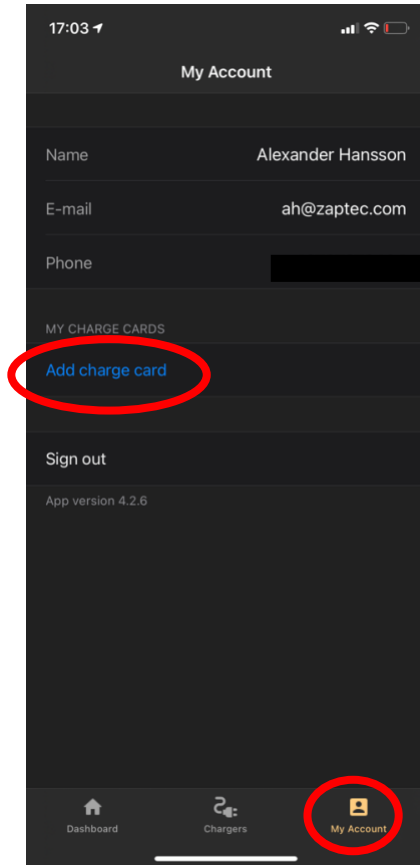 17:03
My Account
Name Alexander Hansson
E-mail ah@zaptec.com
Phone
MY CHARGE CARDS
Add charge card
Sign out
App version 4.2.6
Dashboard Chargers My Account